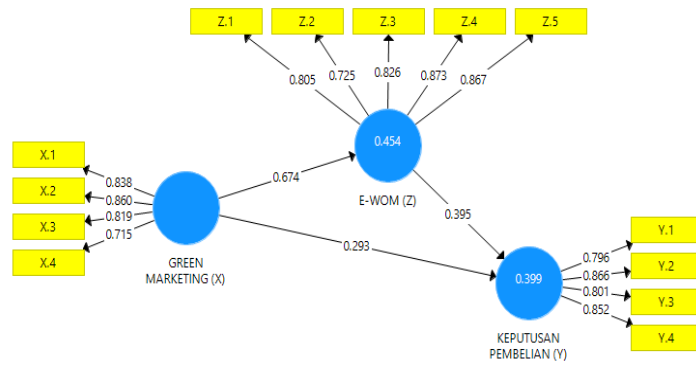 Z.1
Z.2
Z.3
Z.4
Z.5
0.805
0.725
0.826
0.873
0.867
0.454
E-WOM (Z)
X.1
X.2
X.3
X.4
0.838
0.860
0.819
0.715
GREEN
MARKETING (X)
0.674
0.395
0.293
0.399
KEPUTUSAN
PEMBELIAN (Y)
0.796
0.866
0.801
0.852
Y.1
Y.2
Y.3
Y.4